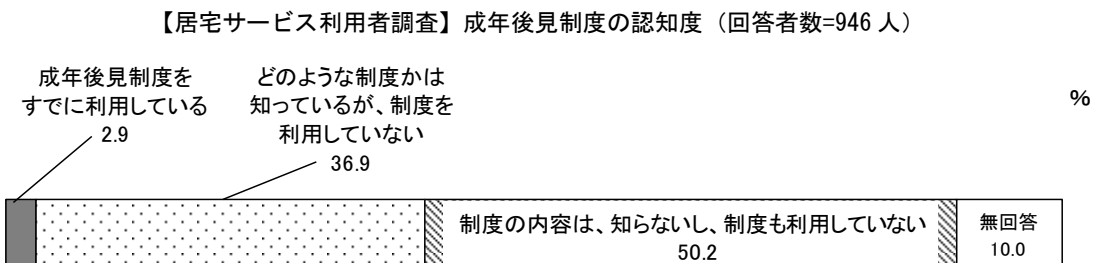 【居宅サービス利用者調査】 成年後見制度の認知度（回答者数=946 人）
成年後見制度を
すでに利用している
2.9
どのような制度かは
知っているが、制度を
利用していない
36.9
%
制度の内容は、知らないし、制度も利用していない
50.2
無回答
10.0